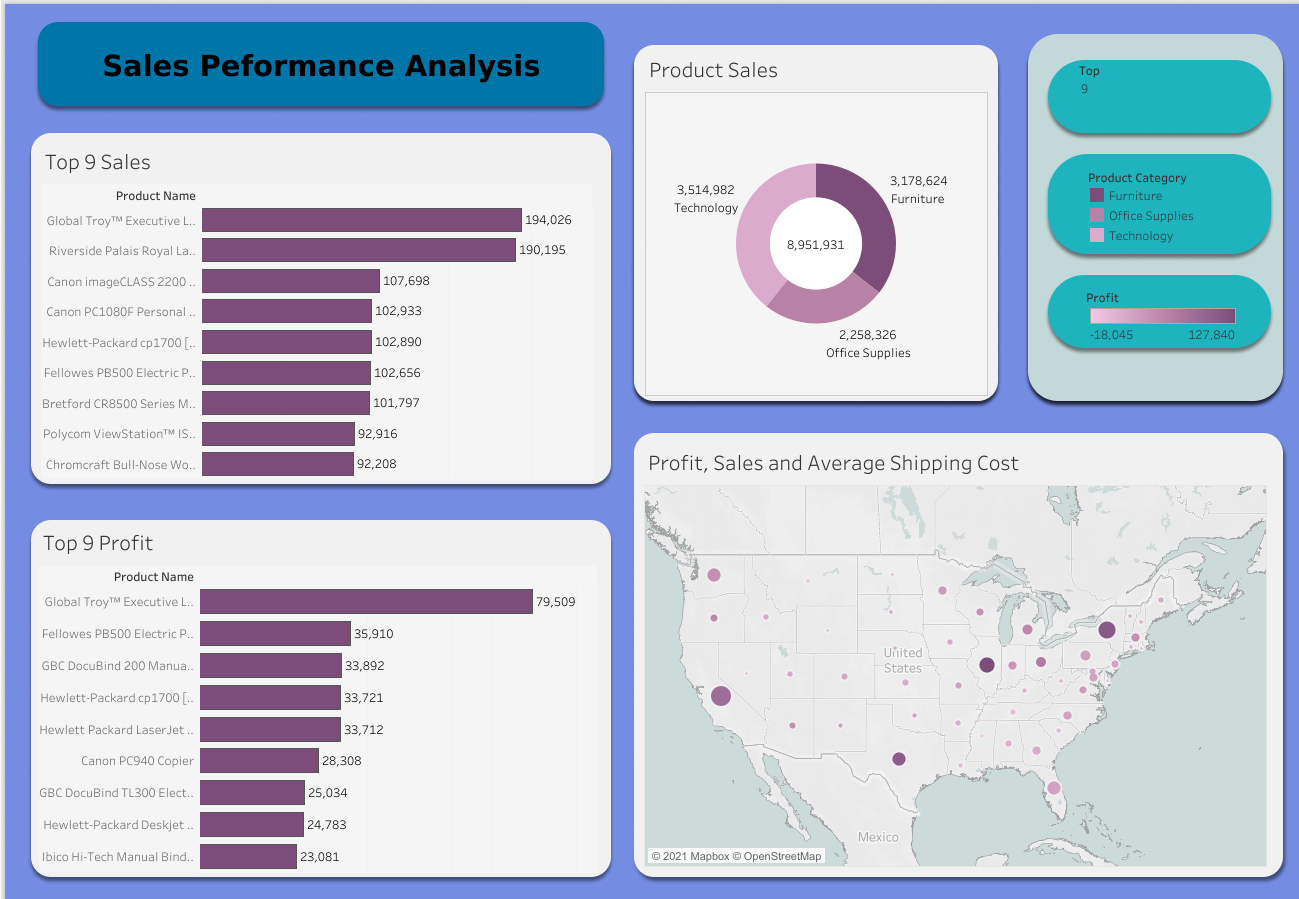 Sales Peformance Analysis
Top 9 Sales
Product Name
Global Troy™ Executive L.. 194,026
Riverside Palais Royal La.. 190,195
Canon imageCLASS 2200 .. 107,698
Canon PC1080F Personal .. 102,933
Hewlett-Packard cp1700 [.. 102,890
Fellowes PB500 Electric P.. 102,656
Bretford CR8500 Series M.. 101,797
Polycom ViewStation™ IS.. 92,916
Chromcraft Bull-Nose Wo.. 92,208
Top 9 Profit
Product Name
Global Troy™ Executive L.. 79,509
Fellowes PB500 Electric P.. 35,910
GBC DocuBind 200 Manua.. 33,892
Hewlett-Packard cp1700 [.. 33,721
Hewlett Packard LaserJet .. 33,712
Canon PC940 Copier 28,308
GBC DocuBind TL300 Elect.. 25,034
Hewlett-Packard Deskjet .. 24,783
Ibico Hi-Tech Manual Bind.. 23,081
Product Sales
3,514,982
Technology
3,178,624
Furniture
8,951,931
2,258,326
Office Supplies
Top
9
Product Category
Furniture
Office Supplies
Technology
Profit
-18,045 127,840
Profit, Sales and Average Shipping Cost
United
States
Mexico
© 2021 Mapbox © OpenStreetMap